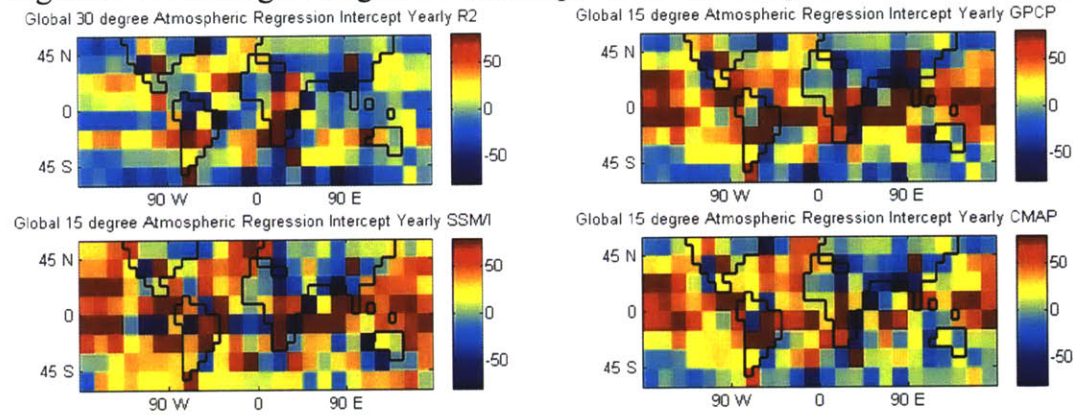 Global 30 degree Atmospheric Regression Intercept Yearly R2
45 N
0
45 S
90 W 0 90 E
50
0
-50
Global 15 degree Atmospheric Regression Intercept Yearly GPCP
45 N
0
45 S
90 W 0 90 E
50
0
-50
Global 15 degree Atmospheric Regression Intercept Yearly SSM/I
45 N
0
45 S
90 W 0 90 E
50
0
-50
Global 15 degree Atmospheric Regression Intercept Yearly CMAP
45 N
0
45 S
90 W 0 90 E
50
0
-50